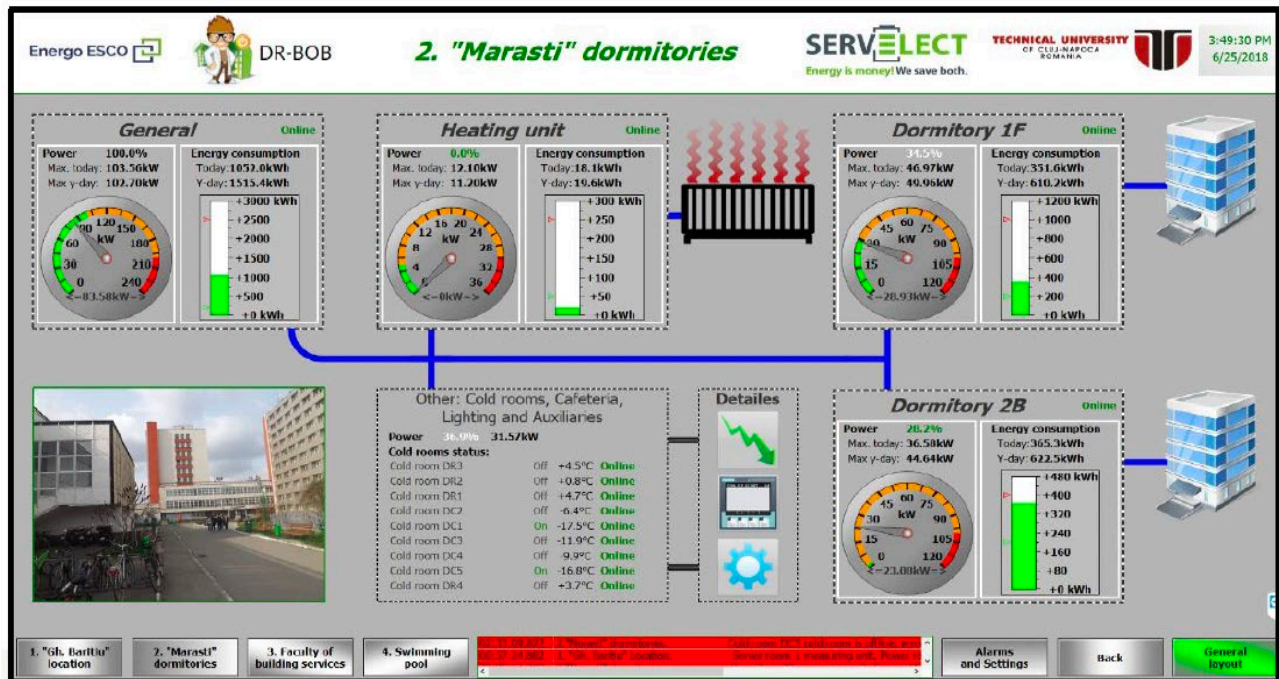 Energo ESCO
DR-BOB
2. "Marasti" dormitories
SERVELECT
Energy is money! We save both.
TECHNICAL UNIVERSITY
OF CLUJ-NAPOCA
ROMANIA
3:49:30 PM
6/25/2018
General Online
Power 100.0%
Max. today: 103.56kW
Max y-day: 102.70kW
Energy consumption
Today:1052.0kWh
Y-day:1515.4kWh
0 30 60 90 120 150 180 210 240
kW
<-83.58kW->
+3000 kWh
+2500
+2000
+1500
+1000
+500
+0 kWh
Heating unit Online
Power 0.0%
Max. today: 12.10kW
Max y-day: 11.20kW
Energy consumption
Today:18.1kWh
Y-day:19.6kWh
0 4 8 12 16 20 24 28 32 36
kW
<-0kW->
+300 kWh
+250
+200
+150
+100
+50
+0 kWh
Dormitory 1F Online
Power 34.5%
Max. today: 46.97kW
Max y-day: 49.96kW
Energy consumption
Today:351.6kWh
Y-day:610.2kWh
0 15 30 45 60 75 90 105 120
kW
<-28.93kW->
+1200 kWh
+1000
+800
+600
+400
+200
+0 kWh
Other: Cold rooms, Cafeteria,
Lighting and Auxiliaries
Power 36.9% 31.57kW
Cold rooms status:
Cold room DR3 Off +4.5°C Online
Cold room DR2 Off +0.8°C Online
Cold room DR1 Off +4.7°C Online
Cold room DC2 Off -6.4°C Online
Cold room DC1 On -17.5°C Online
Cold room DC3 Off -11.9°C Online
Cold room DC4 Off -9.9°C Online
Cold room DC5 On -16.8°C Online
Cold room DR4 Off +3.7°C Online
Detailes
Dormitory 2B Online
Power 28.2%
Max. today: 36.58kW
Max y-day: 44.64kW
Energy consumption
Today:365.3kWh
Y-day:622.5kWh
0 15 30 45 60 75 90 105 120
kW
<-23.08kW->
+480 kWh
+400
+320
+240
+160
+80
+0 kWh
1. "Gh. Baritiu"
location
2. "Marasti"
dormitories
3. Faculty of
building services
4. Swimming
pool
"Marasti" dormitories.
1. "Gh. Baritiu" location.
Alarms
and Settings
Back
General
layout